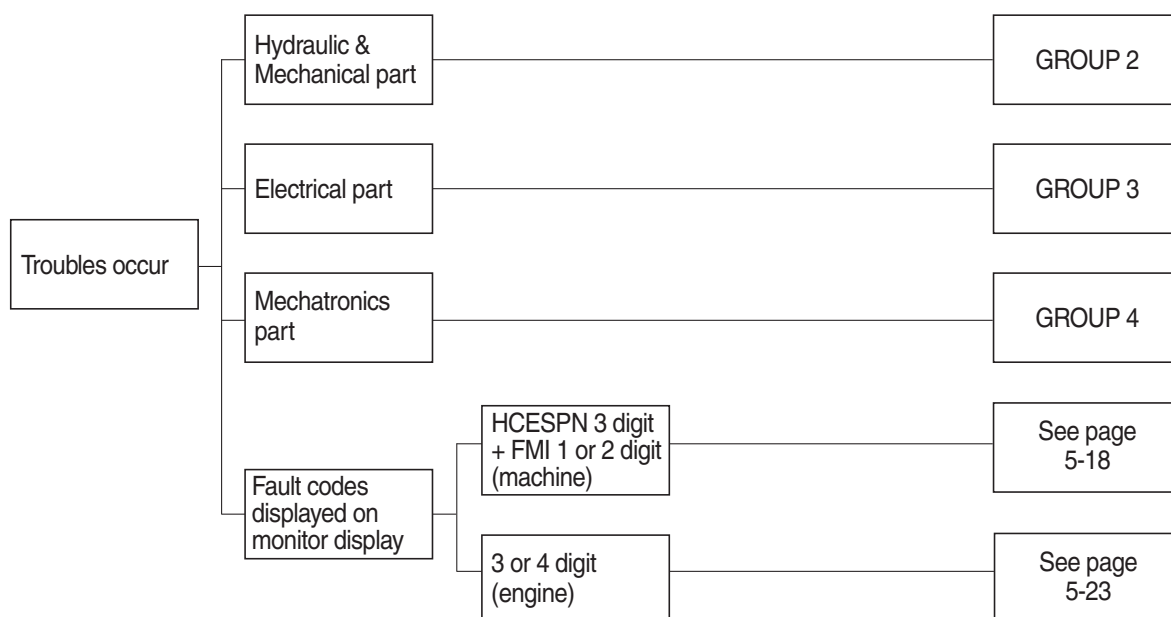 Hydraulic &
Mechanical part
GROUP 2
Electrical part
GROUP 3
Troubles occur
Mechatronics
part
GROUP 4
HCESPN 3 digit
+ FMI 1 or 2 digit
(machine)
See page
5-18
Fault codes
displayed on
monitor display
3 or 4 digit
(engine)
See page
5-23